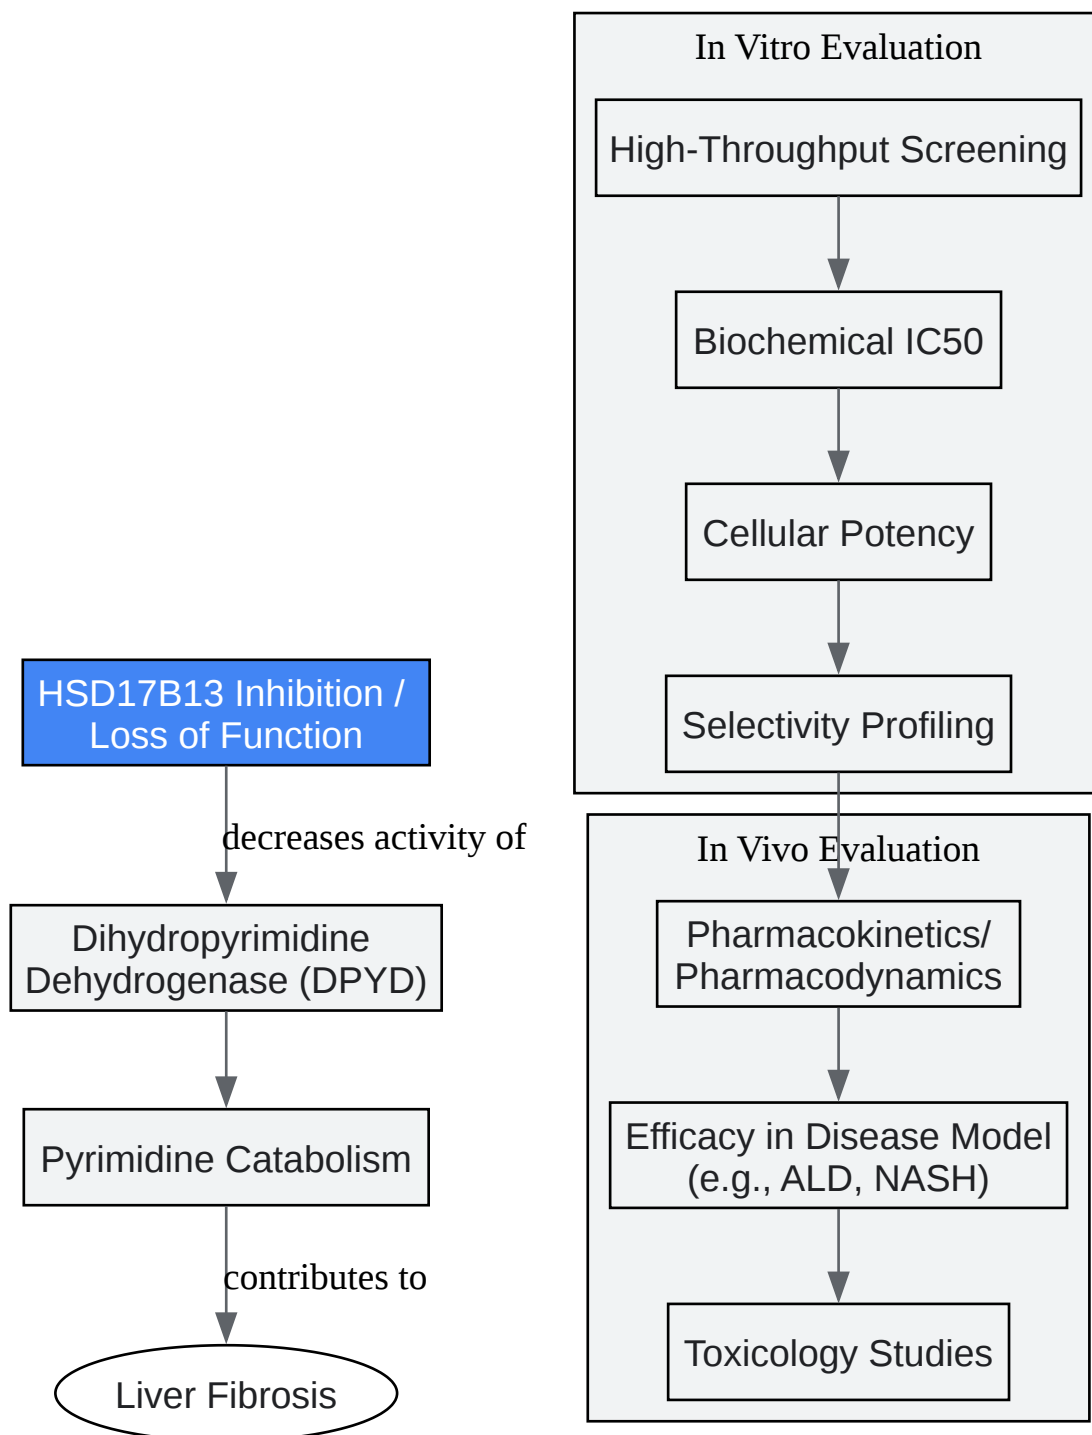 In Vitro Evaluation
High-Throughput Screening
Biochemical IC50
Cellular Potency
Selectivity Profiling
In Vivo Evaluation
Pharmacokinetics/
Pharmacodynamics
Efficacy in Disease Model
(e.g., ALD, NASH)
Toxicology Studies
HSD17B13 Inhibition /
Loss of Function
decreases activity of
Dihydropyrimidine
Dehydrogenase (DPYD)
Pyrimidine Catabolism
contributes to
Liver Fibrosis